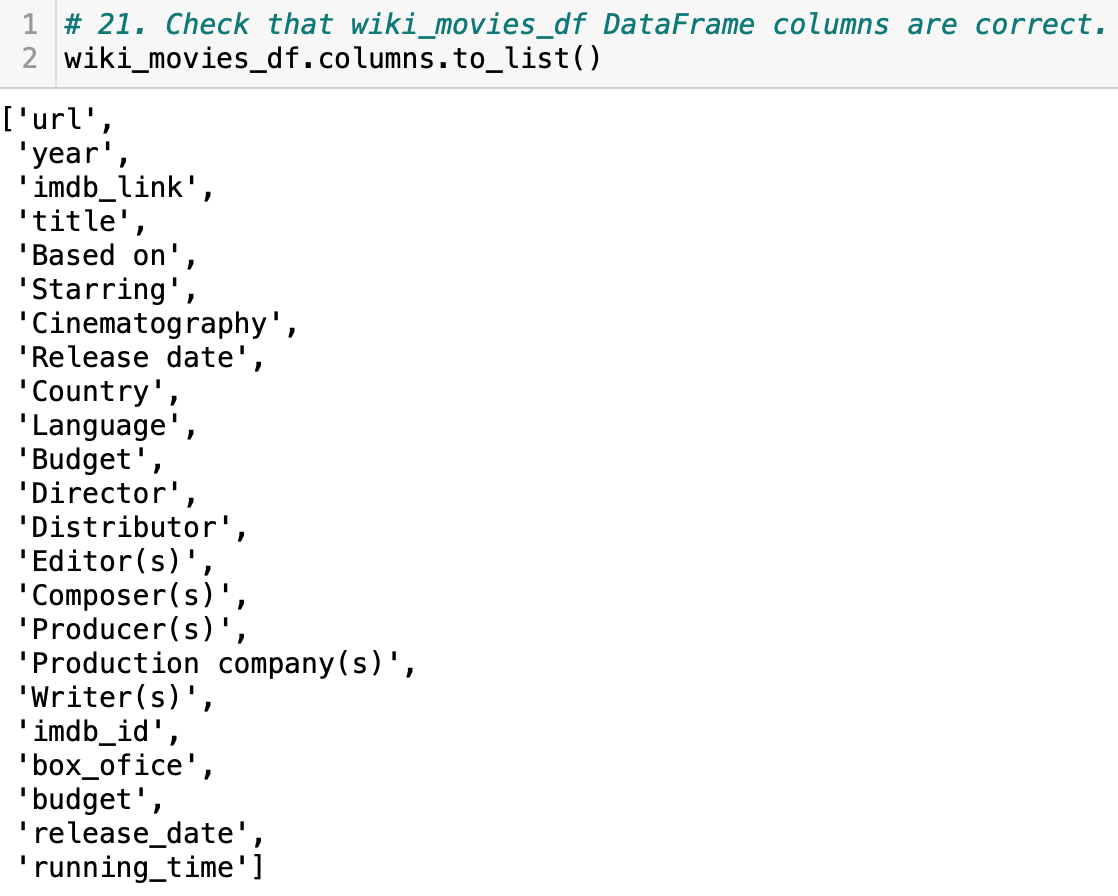 1 # 21. Check that wiki_movies_df DataFrame columns are correct.
2 wiki_movies_df.columns.to_list()
['url',
'year',
'imdb_link',
'title',
'Based on',
'Starring',
'Cinematography',
'Release date',
'Country',
'Language',
'Budget',
'Director',
'Distributor',
'Editor(s)',
'Composer(s)',
'Producer(s)',
'Production company(s)',
'Writer(s)',
'imdb_id',
'box_ofice',
'budget',
'release_date',
'running_time']